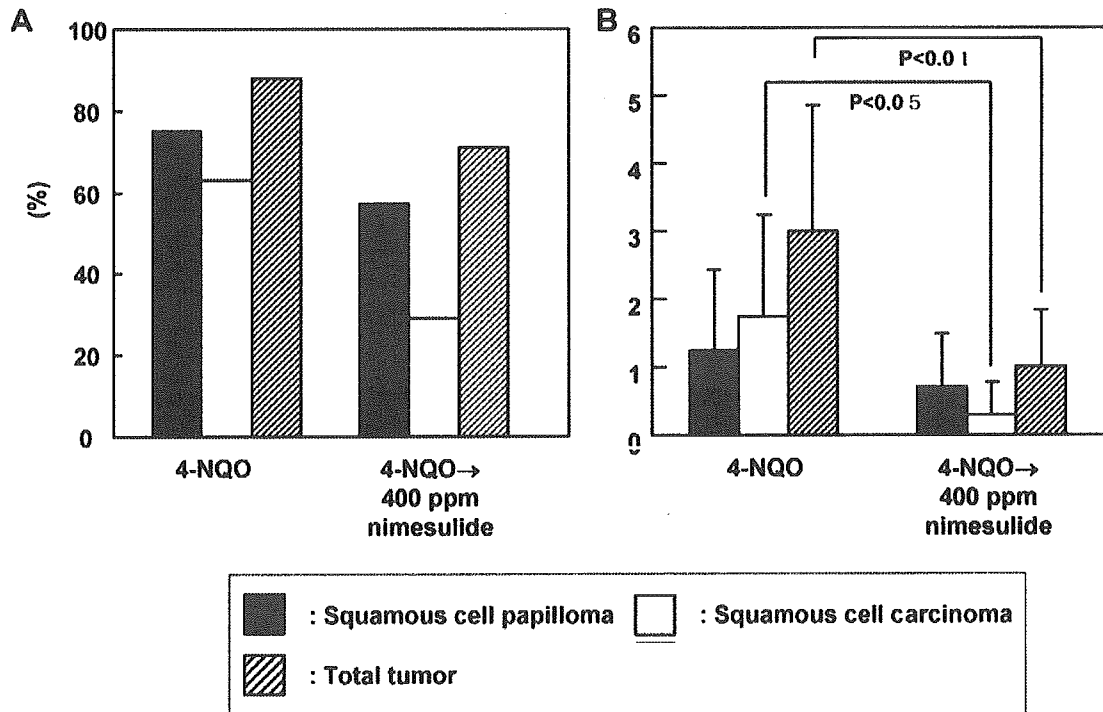 A
B
100
80
60
40
20
0
(%)
4-NQO
4-NQO→
400 ppm
nimesulide
6
5
4
3
2
1
0
P<0.01
P<0.05
4-NQO
4-NQO→
400 ppm
nimesulide
: Squamous cell papilloma
: Squamous cell carcinoma
: Total tumor